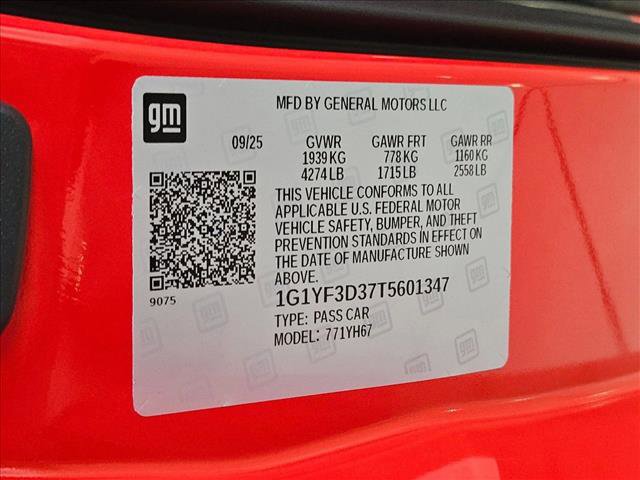 gm
MFD BY GENERAL MOTORS LLC
09/25 GVWR GAWR FRT GAWR RR
1939 KG 778 KG 1160 KG
4274 LB 1715 LB 2558 LB
THIS VEHICLE CONFORMS TO ALL
APPLICABLE U.S. FEDERAL MOTOR
VEHICLE SAFETY, BUMPER, AND THEFT
PREVENTION STANDARDS IN EFFECT ON
THE DATE OF MANUFACTURE SHOWN
ABOVE.
9075
1G1YF3D37T5601347
TYPE: PASS CAR
MODEL: 771YH67